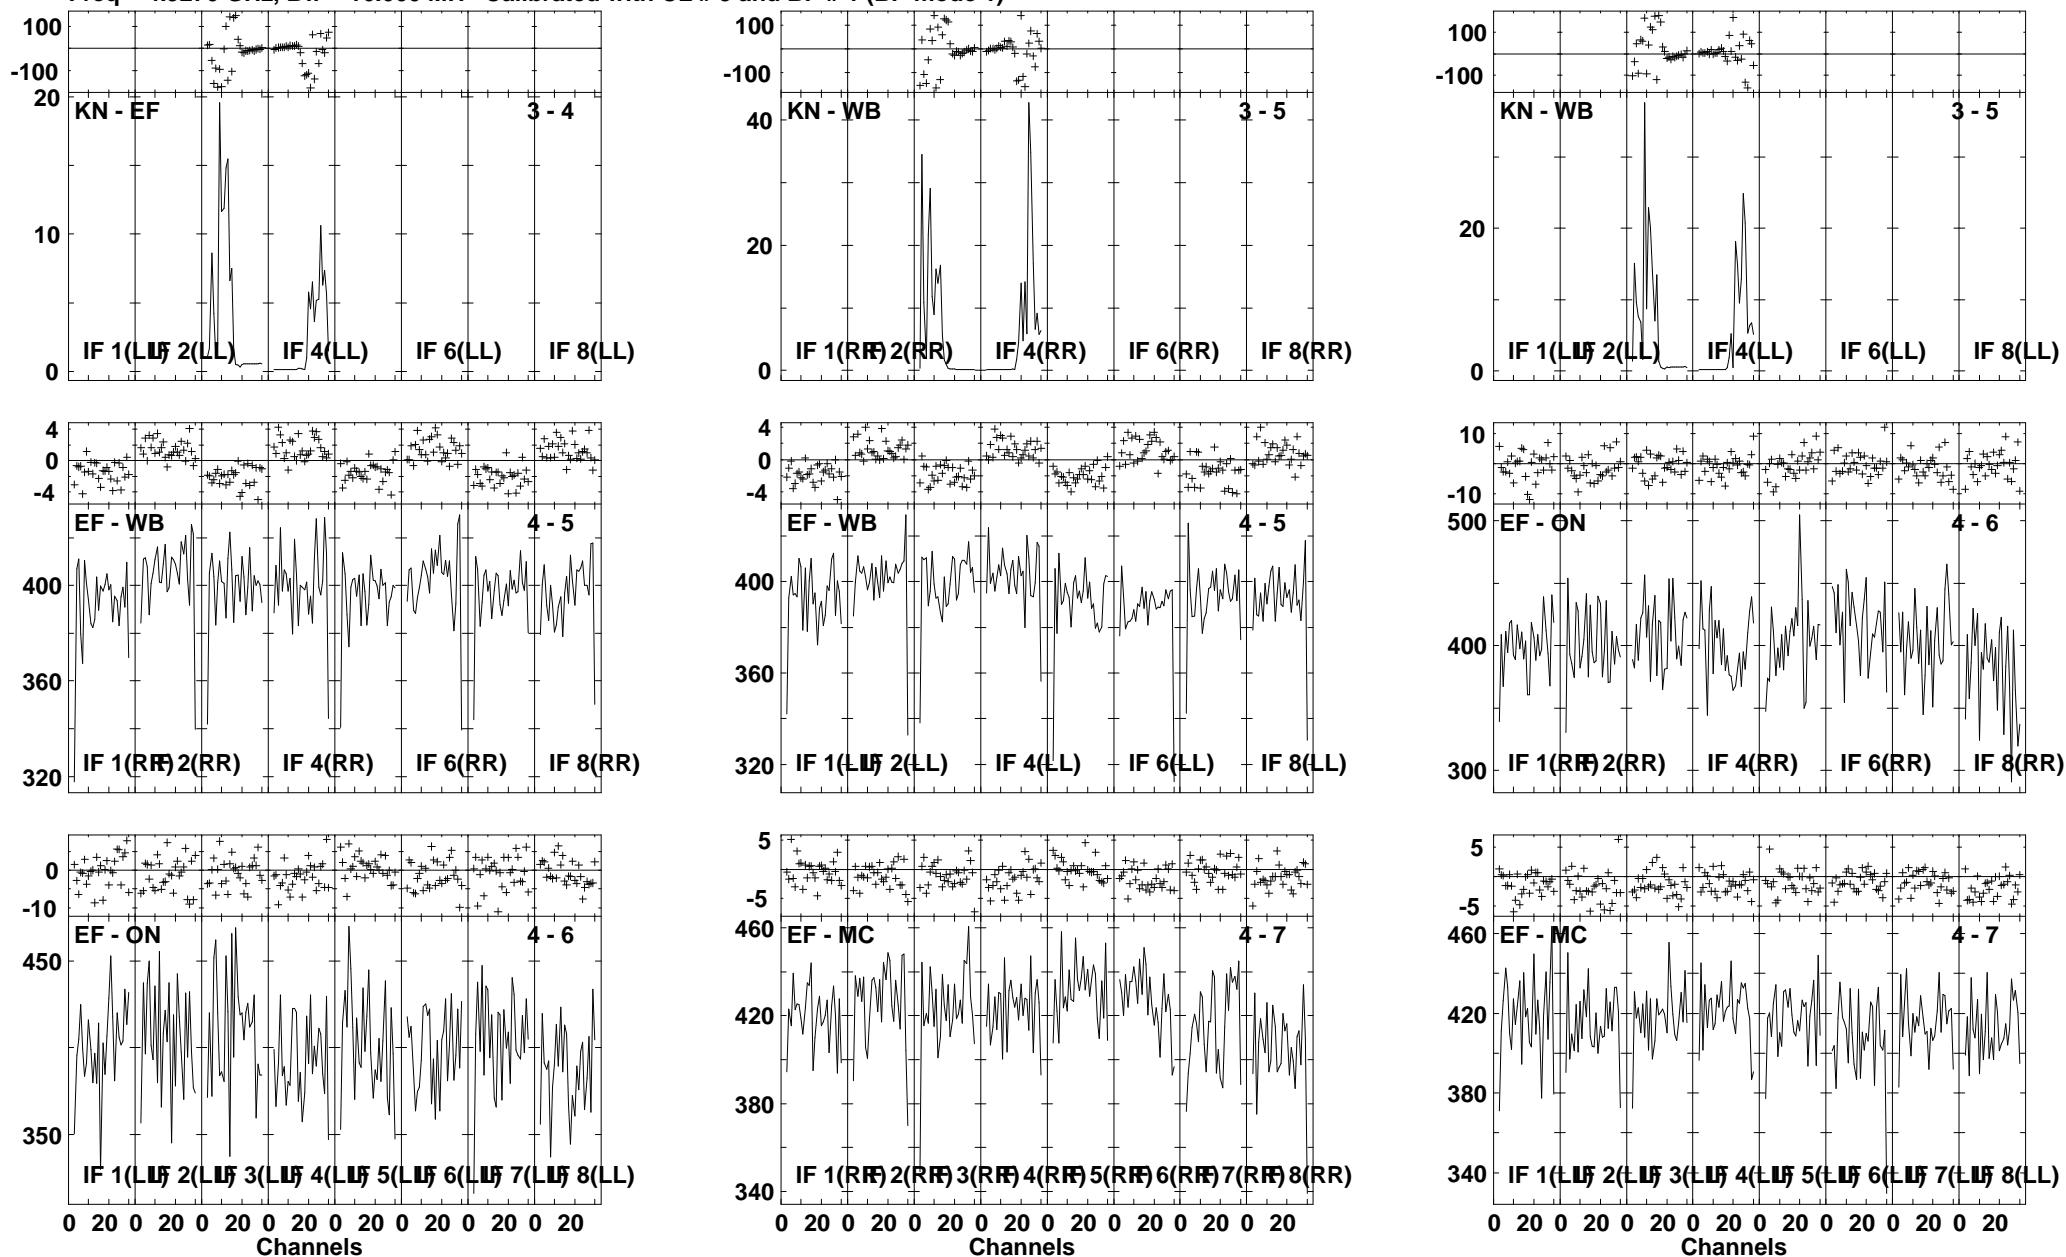 100
-100
20
10
0
KN - EF 3 - 4
IF 1(LL) IF 2(LL) IF 4(LL) IF 6(LL) IF 8(LL)
100
-100
40
20
0
KN - WB 3 - 5
IF 1(RR) IF 2(RR) IF 4(RR) IF 6(RR) IF 8(RR)
100
-100
20
0
KN - WB 3 - 5
IF 1(LL) IF 2(LL) IF 4(LL) IF 6(LL) IF 8(LL)
4
0
-4
400
360
320
EF - WB 4 - 5
IF 1(RR) IF 2(RR) IF 4(RR) IF 6(RR) IF 8(RR)
4
0
-4
400
360
320
EF - WB 4 - 5
IF 1(LL) IF 2(LL) IF 4(LL) IF 6(LL) IF 8(LL)
10
-10
500
400
300
EF - ON 4 - 6
IF 1(RR) IF 2(RR) IF 4(RR) IF 6(RR) IF 8(RR)
0
-10
450
350
EF - ON 4 - 6
IF 1(LL) IF 2(LL) IF 3(LL) IF 4(LL) IF 5(LL) IF 6(LL) IF 7(LL) IF 8(LL)
0 20 0 20 0 20 0 20 0 20 0 20 0 20 0 20
Channels
5
-5
460
420
380
340
EF - MC 4 - 7
IF 1(RR) IF 2(RR) IF 3(RR) IF 4(RR) IF 5(RR) IF 6(RR) IF 7(RR) IF 8(RR)
0 20 0 20 0 20 0 20 0 20 0 20 0 20 0 20
Channels
5
-5
460
420
380
340
EF - MC 4 - 7
IF 1(LL) IF 2(LL) IF 3(LL) IF 4(LL) IF 5(LL) IF 6(LL) IF 7(LL) IF 8(LL)
0 20 0 20 0 20 0 20 0 20 0 20 0 20 0 20
Channels